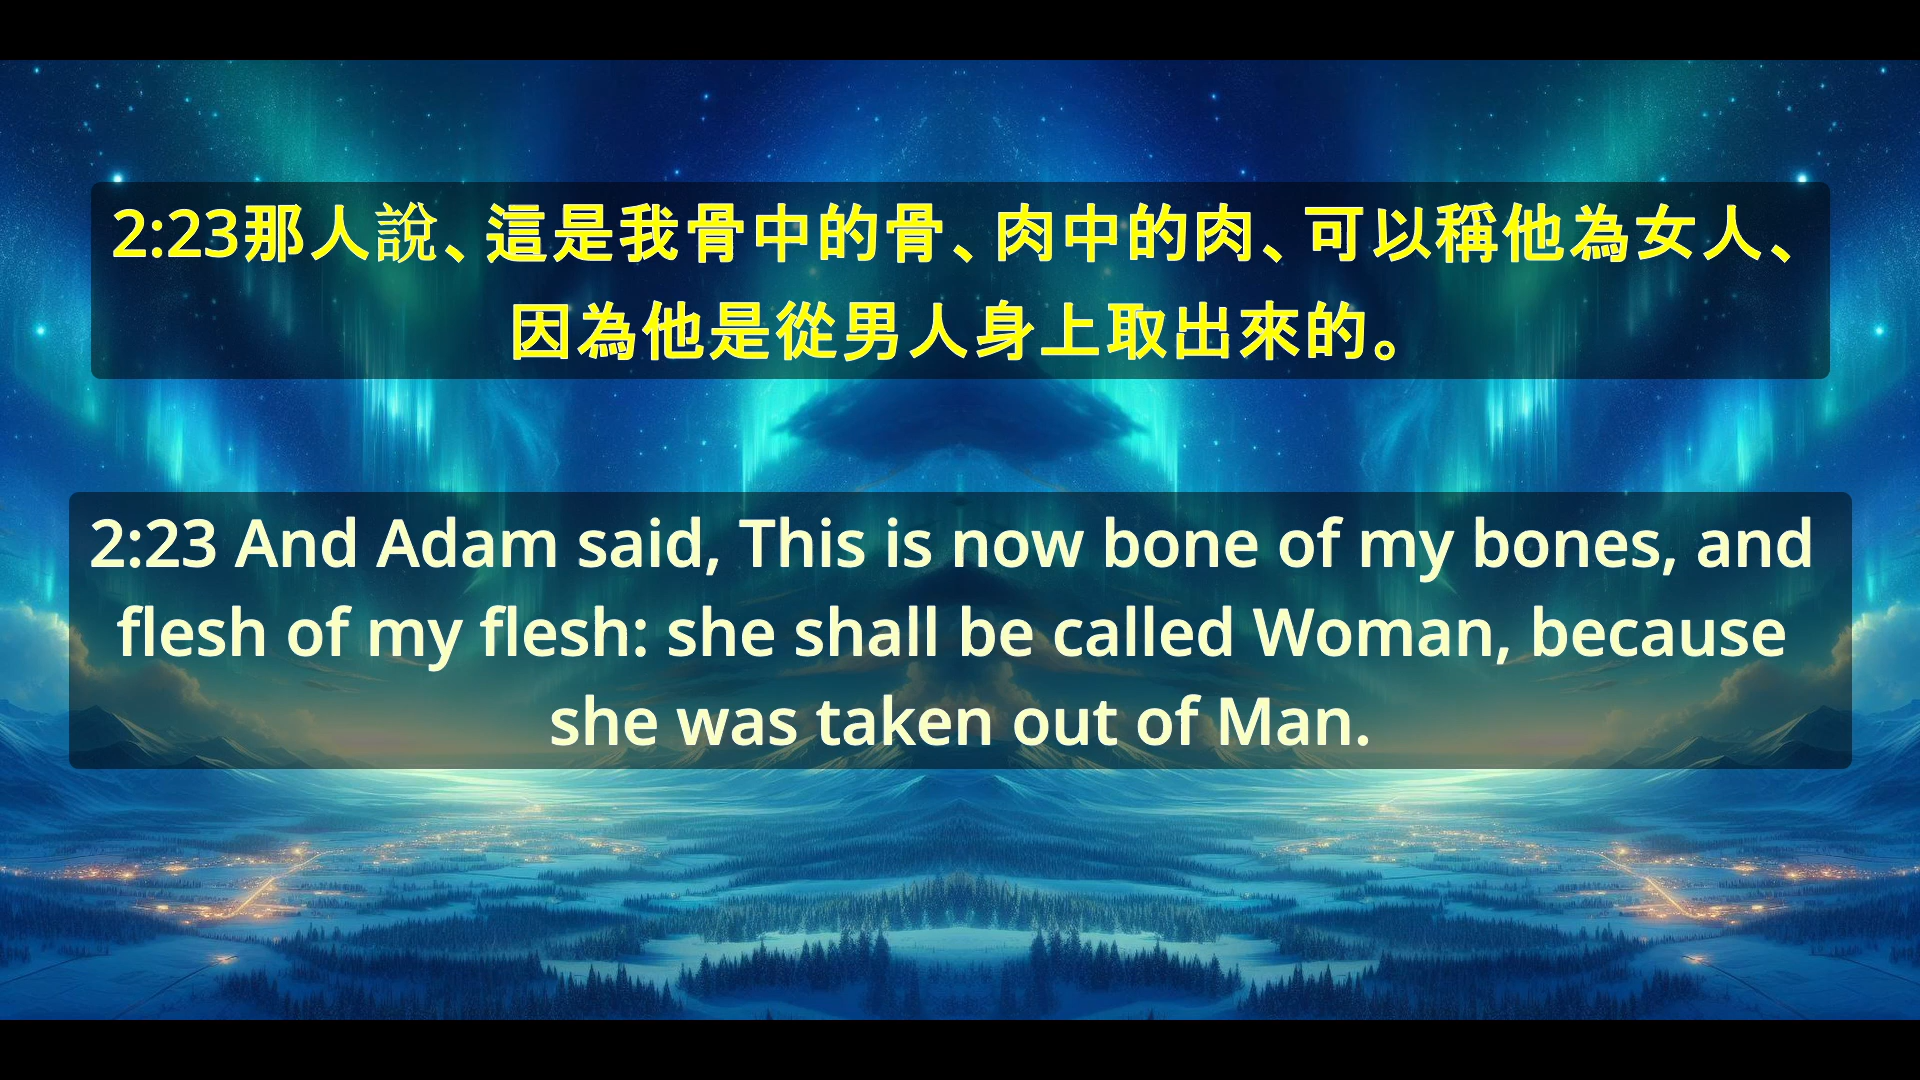 2:23那人說、這是我骨中的骨、肉中的肉、可以稱他為女人、
因為他是從男人身上取出來的。
2:23 And Adam said, This is now bone of my bones, and
flesh of my flesh: she shall be called Woman, because
she was taken out of Man.